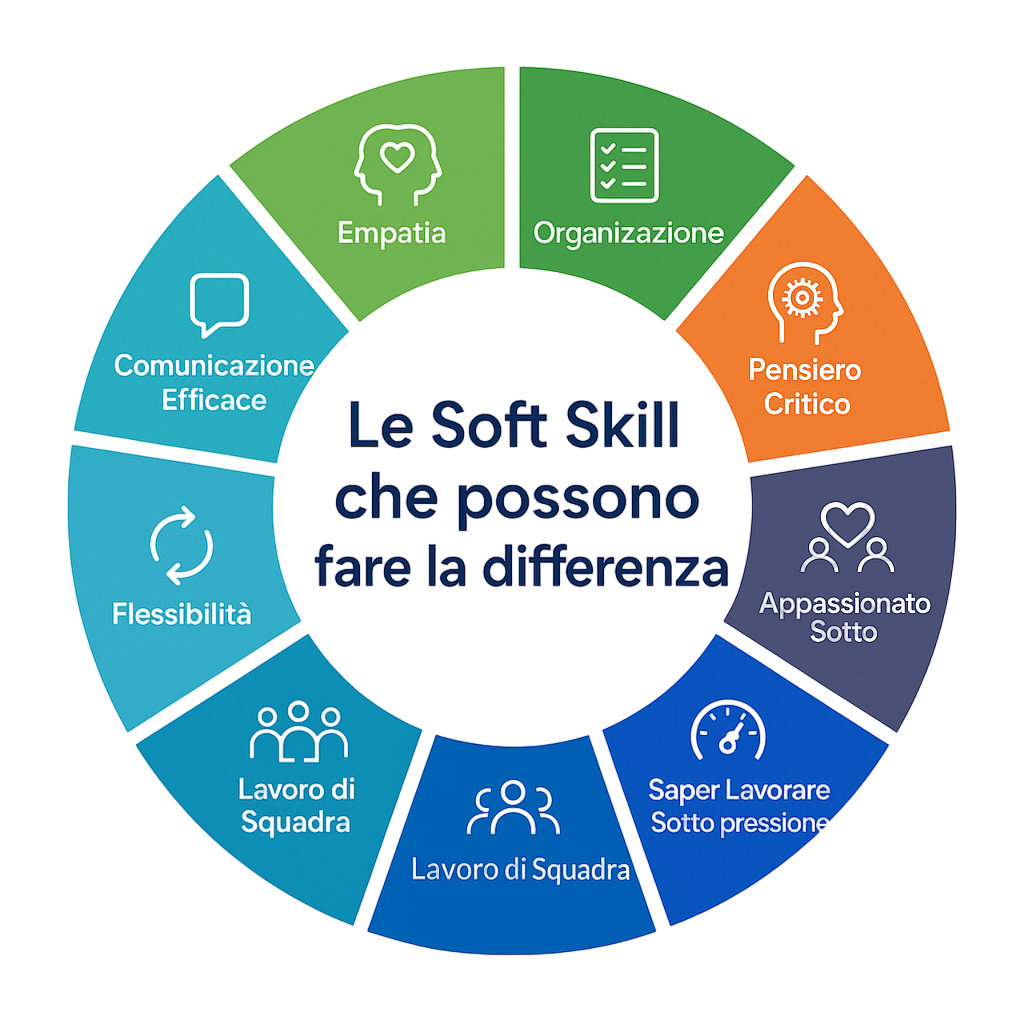 Le Soft Skill
che possono
fare la differenza
Empatia
Organizazione
Pensiero
Critico
Appassionato
Sotto
Saper Lavorare
Sotto pressione
Lavoro di Squadra
Lavoro di
Squadra
Flessibilità
Comunicazione
Efficace